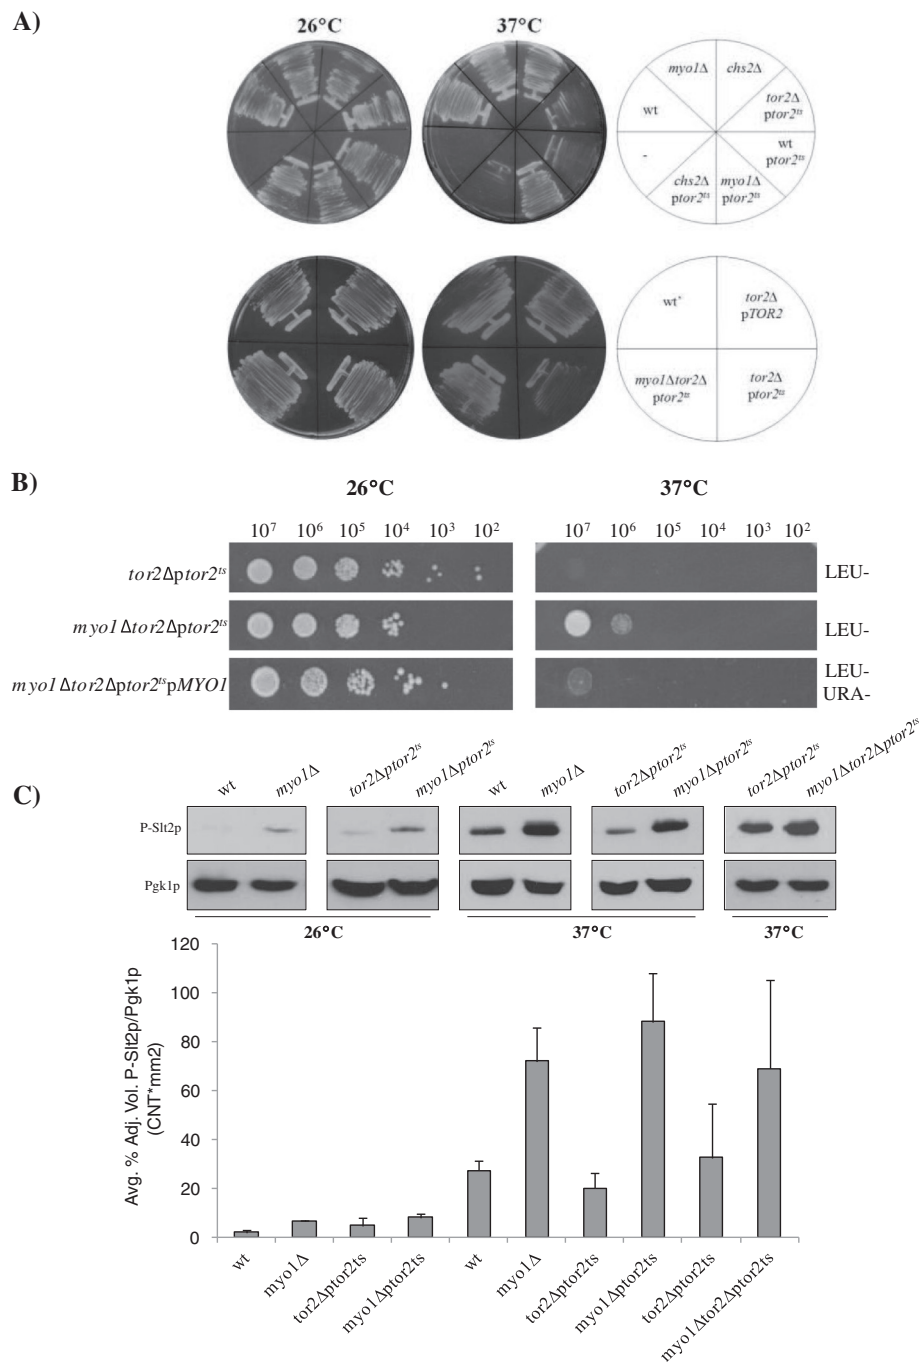 A)
26°C 37°C
myo1Δ chs2Δ
wt tor2Δ ptor2ts
- wt ptor2ts
chs2Δ ptor2ts myo1Δ ptor2ts
wt' tor2Δ pTOR2
myo1Δtor2Δ ptor2ts tor2Δ ptor2ts
B)
26°C 37°C
10⁷ 10⁶ 10⁵ 10⁴ 10³ 10² 10⁷ 10⁶ 10⁵ 10⁴ 10³ 10²
tor2Δptor2ts LEU-
myo1Δtor2Δptor2ts LEU-
myo1Δtor2Δptor2tspMYO1 LEU- URA-
C)
wt myo1Δ tor2Δptor2ts myo1Δptor2ts wt myo1Δ tor2Δptor2ts myo1Δptor2ts tor2Δptor2ts myo1Δtor2Δptor2ts
P-Slt2p
Pgk1p
26°C 37°C 37°C
Avg. % Adj. Vol. P-Slt2p/Pgk1p
(CNT*mm2)
120
100
80
60
40
20
0
wt myo1Δ tor2Δptor2ts myo1Δptor2ts wt myo1Δ tor2Δptor2ts myo1Δptor2ts tor2Δptor2ts myo1Δtor2Δptor2ts